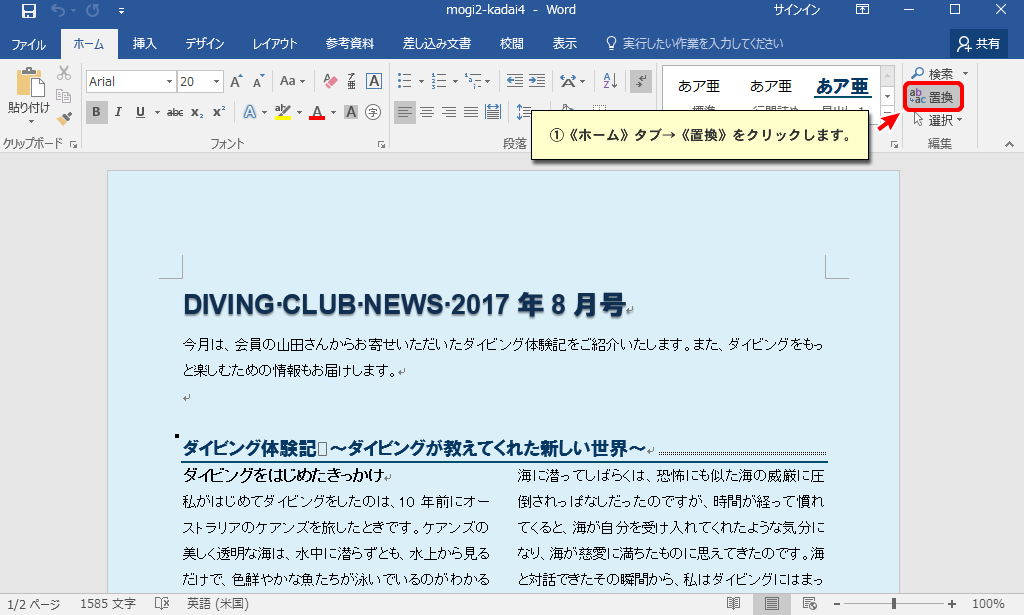 mogi2-kadai4 - Word
サインイン
ファイル ホーム 挿入 デザイン レイアウト 参考資料 差し込み文書 校閲 表示 実行したい作業を入力してください 共有
貼り付け
クリップボード
Arial 20 A A Aa ア亜 A
B I U abc x₂ x² A ab A A 字
フォント
段落
あア亜 あア亜 あア亜
検索
置換
選択
編集
①《ホーム》タブ→《置換》をクリックします。
DIVING·CLUB·NEWS·2017 年 8 月号
今月は、会員の山田さんからお寄せいただいたダイビング体験記をご紹介いたします。また、ダイビングをもっ
と楽しむための情報もお届けします。
ダイビング体験記□～ダイビングが教えてくれた新しい世界～
ダイビングをはじめたきっかけ
私がはじめてダイビングをしたのは、10 年前にオー
ストラリアのケアンズを旅したときです。ケアンズの
美しく透明な海は、水中に潜らずとも、水上から見る
だけで、色鮮やかな魚たちが泳いでいるのがわかる
海に潜ってしばらくは、恐怖にも似た海の威厳に圧
倒されっぱなしだったのですが、時間が経って慣れ
てくると、海が自分を受け入れてくれたような気分に
なり、海が慈愛に満ちたものに思えてきたのです。海
と対話できたその瞬間から、私はダイビングにはまっ
1/2 ページ 1585 文字 英語 (米国) 100%